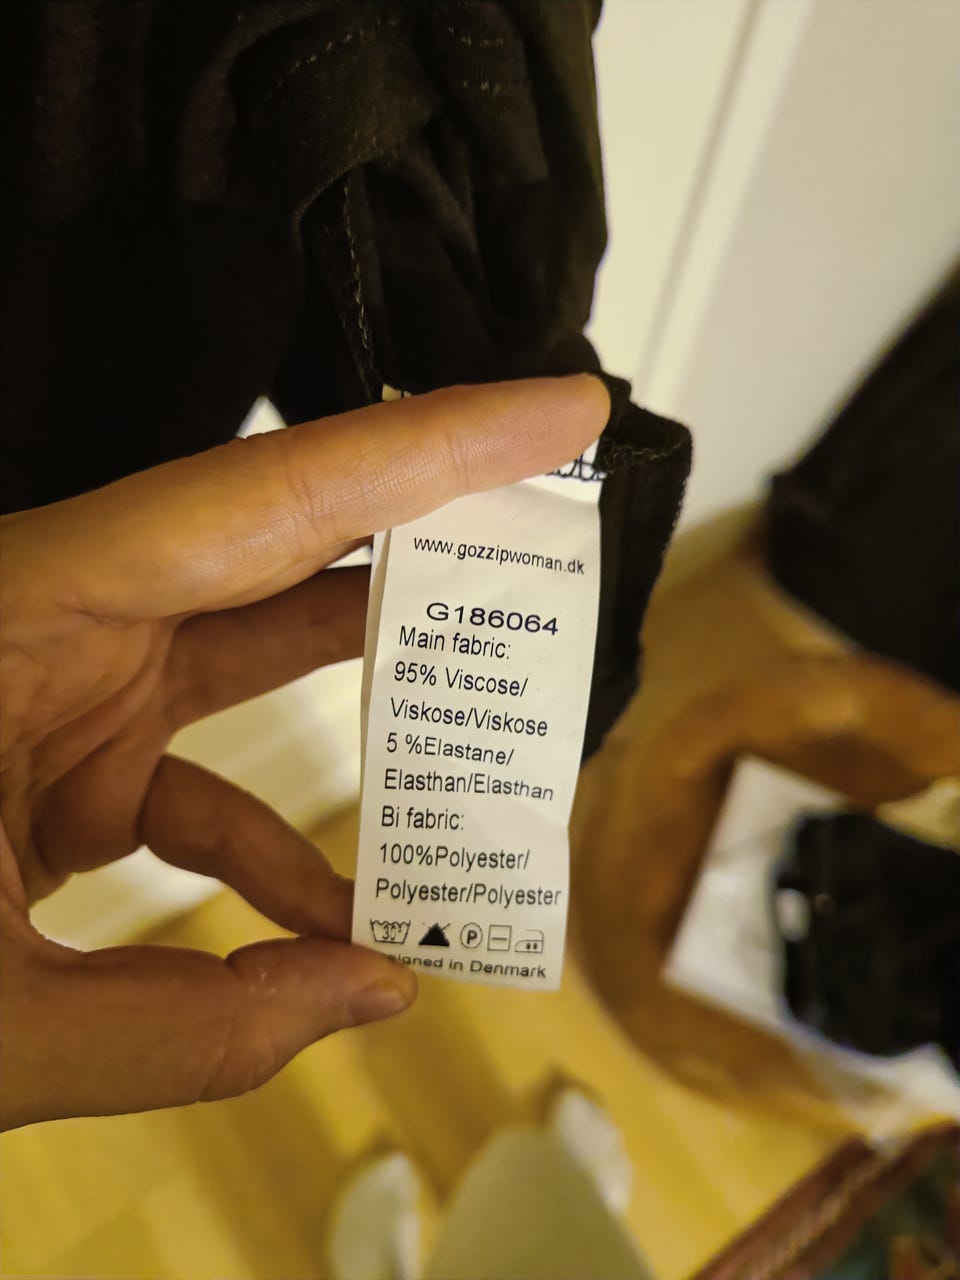 www.gozzipwoman.dk
G186064
Main fabric:
95% Viscose/
Viskose/Viskose
5 %Elastane/
Elasthan/Elasthan
Bi fabric:
100%Polyester/
Polyester/Polyester
30° P
in Denmark